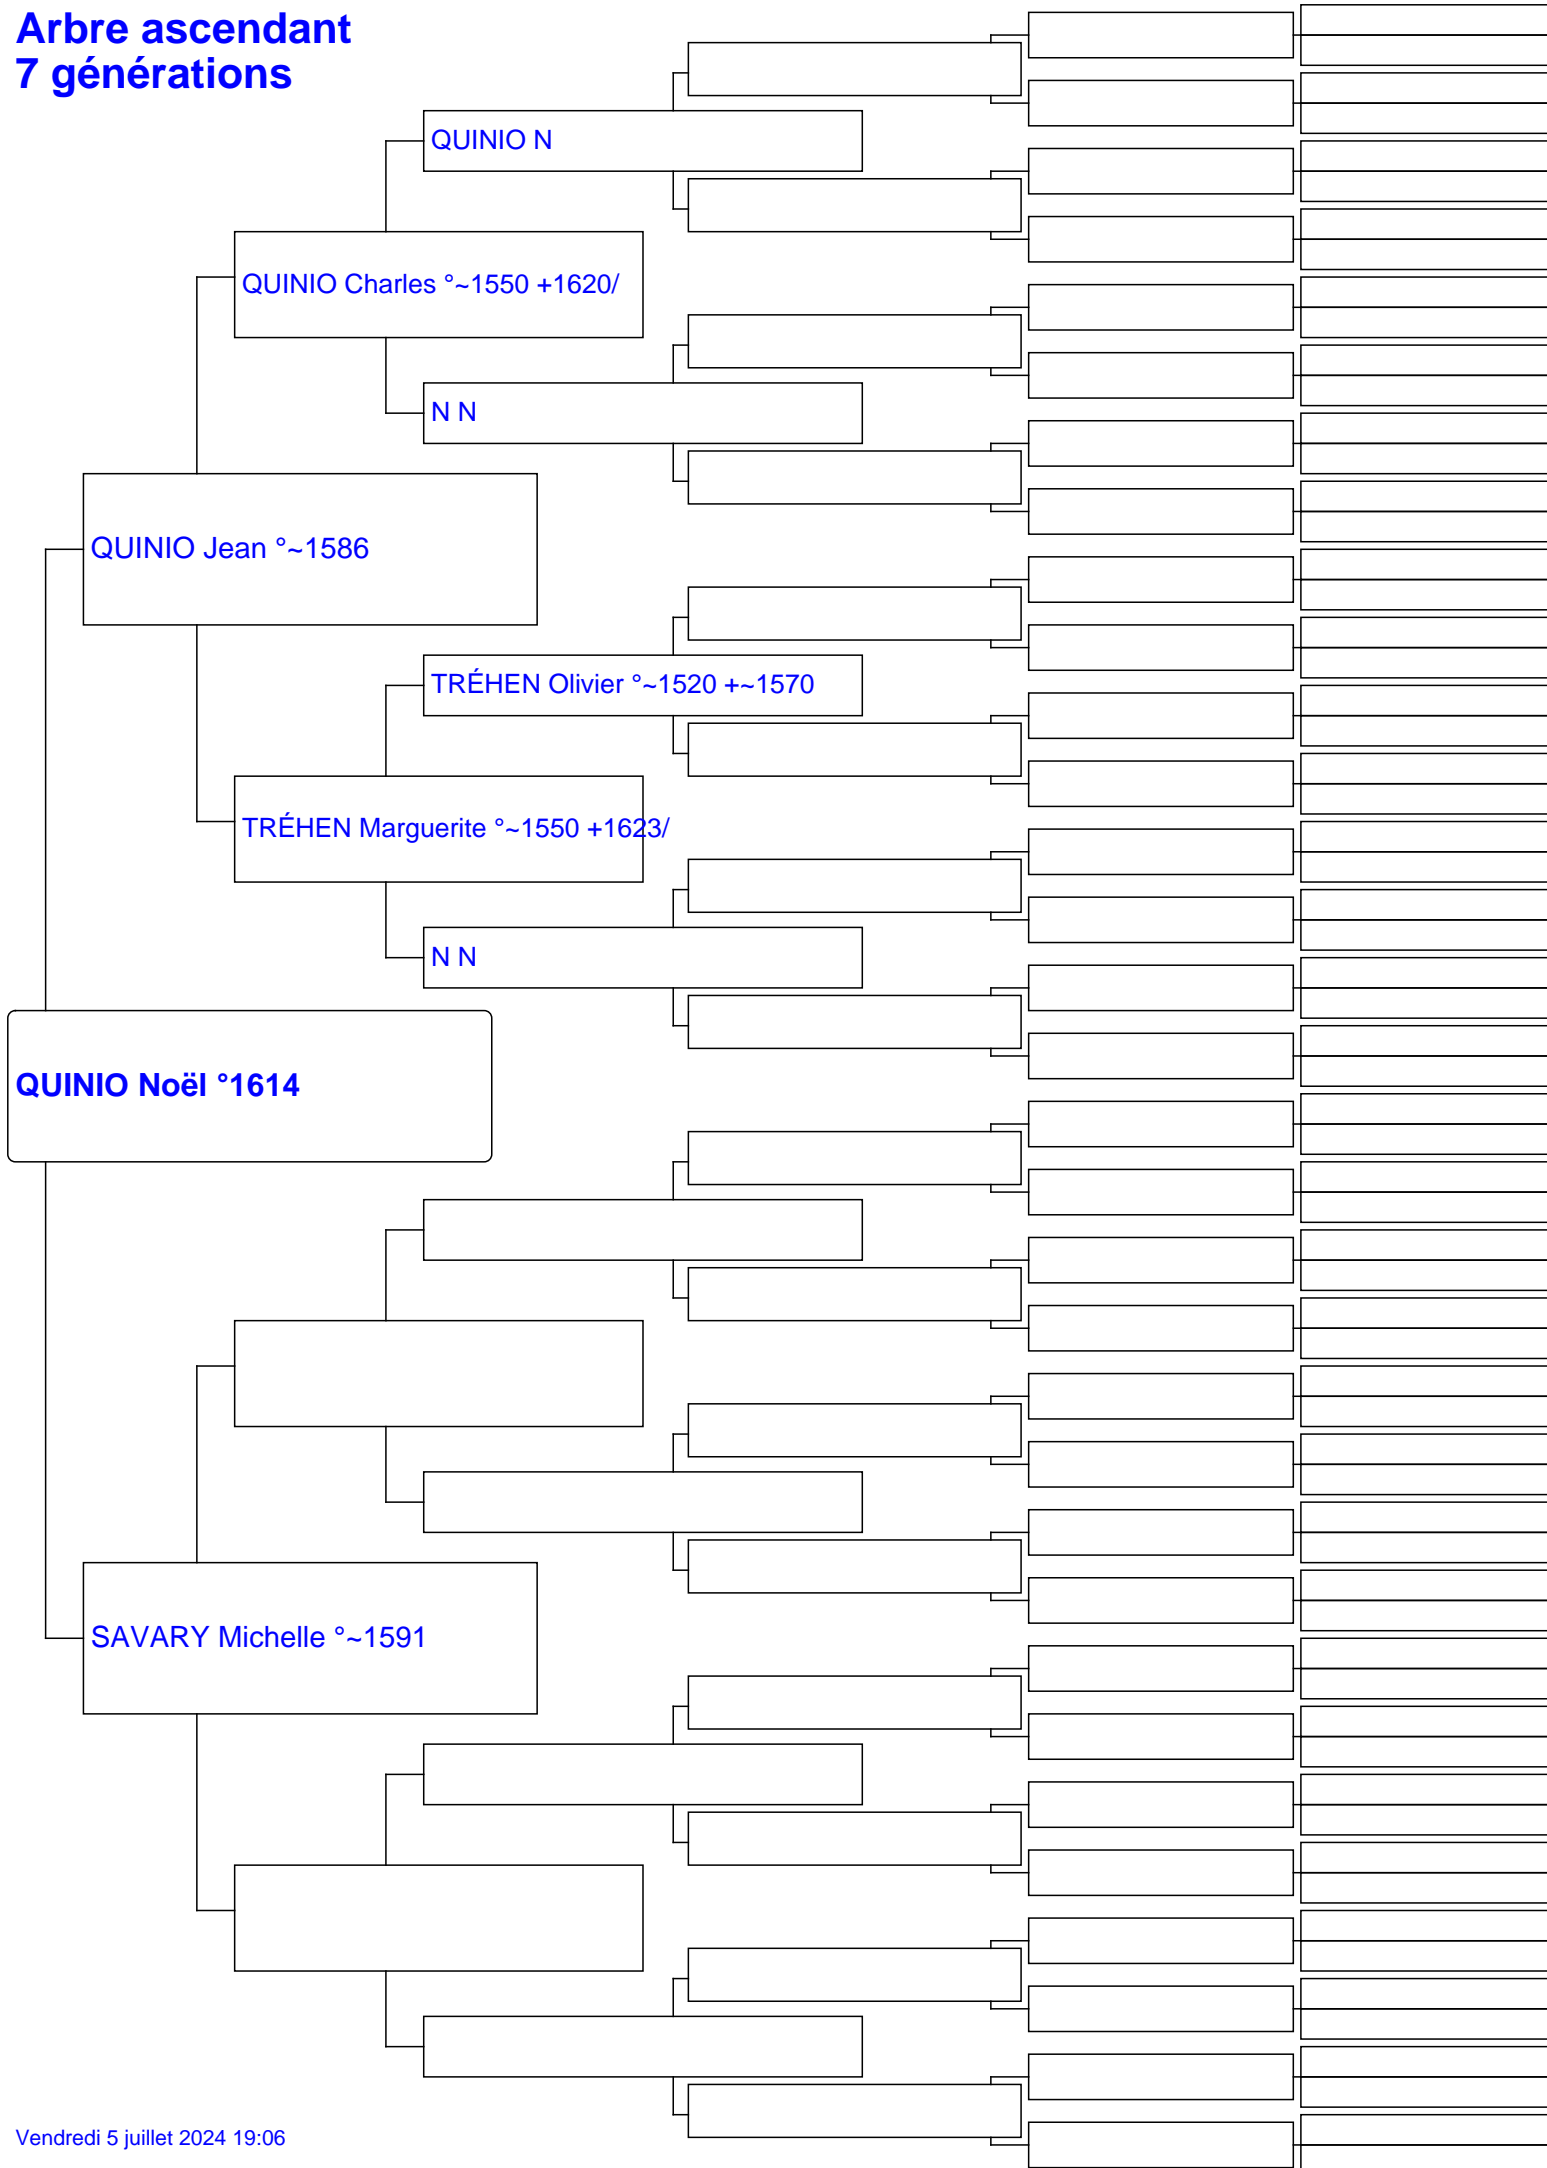 Arbre ascendant
7 générations
QUINIO N
QUINIO Charles °~1550 +1620/
N N
QUINIO Jean °~1586
TRÉHEN Olivier °~1520 +~1570
TRÉHEN Marguerite °~1550 +1623/
N N
QUINIO Noël °1614
SAVARY Michelle °~1591
Vendredi 5 juillet 2024 19:06